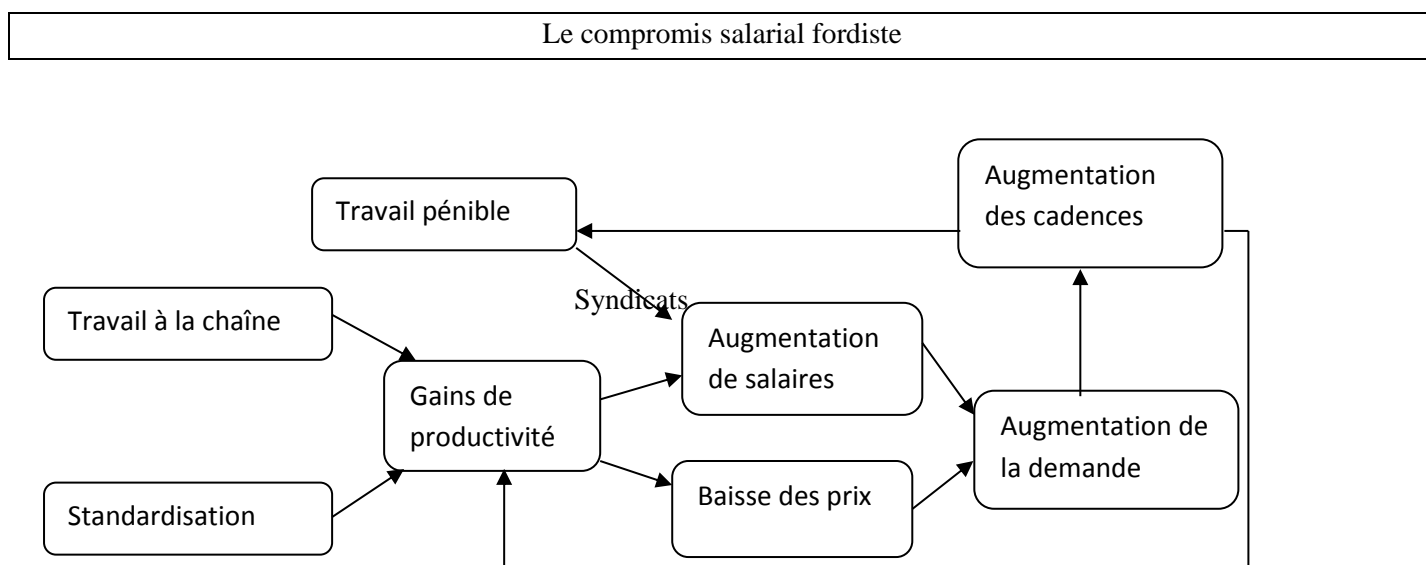 Le compromis salarial fordiste
Augmentation
des cadences
Travail pénible
Syndicats
Travail à la chaîne
Augmentation
de salaires
Gains de
productivité
Augmentation de
la demande
Baisse des prix
Standardisation